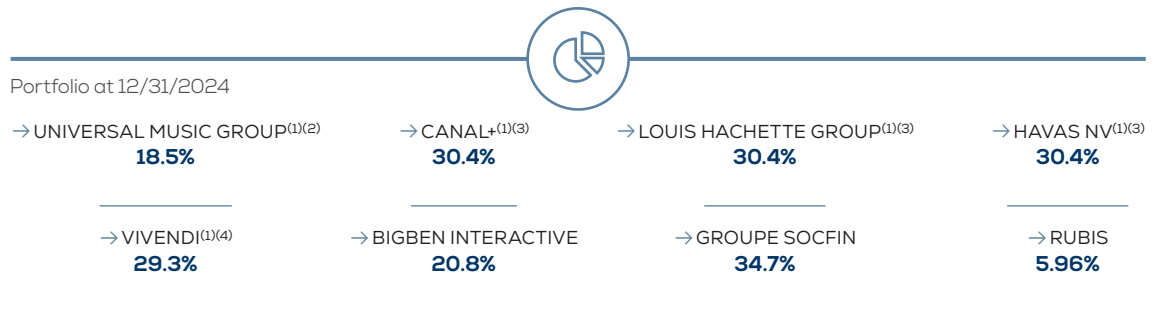 Portfolio at 12/31/2024
→ UNIVERSAL MUSIC GROUP(1)(2)
18.5%
→ CANAL+(1)(3)
30.4%
→ LOUIS HACHETTE GROUP(1)(3)
30.4%
→ HAVAS NV(1)(3)
30.4%
→ VIVENDI(1)(4)
29.3%
→ BIGBEN INTERACTIVE
20.8%
→ GROUPE SOCFIN
34.7%
→ RUBIS
5.96%